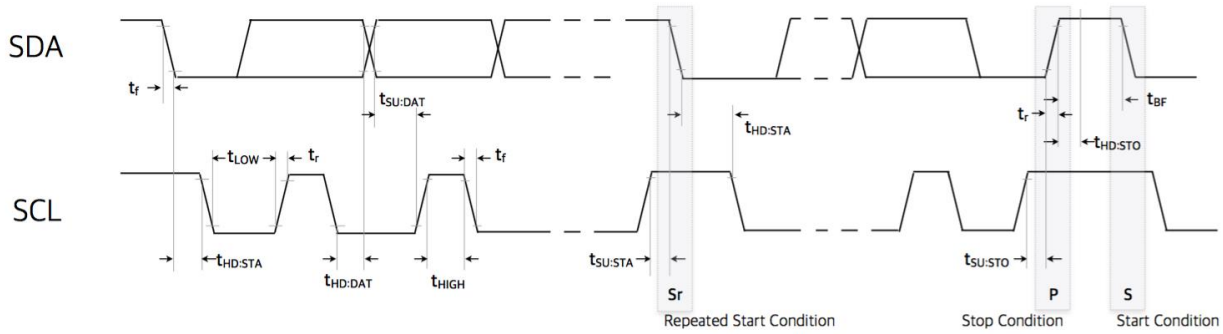 SDA
t_f
t_SU:DAT
t_HD:STA
t_r
t_BF
t_HD:STO
t_LOW
t_r
t_f
SCL
t_HD:STA
t_HD:DAT
t_HIGH
t_SU:STA
t_SU:STO
Sr
P
S
Repeated Start Condition
Stop Condition
Start Condition